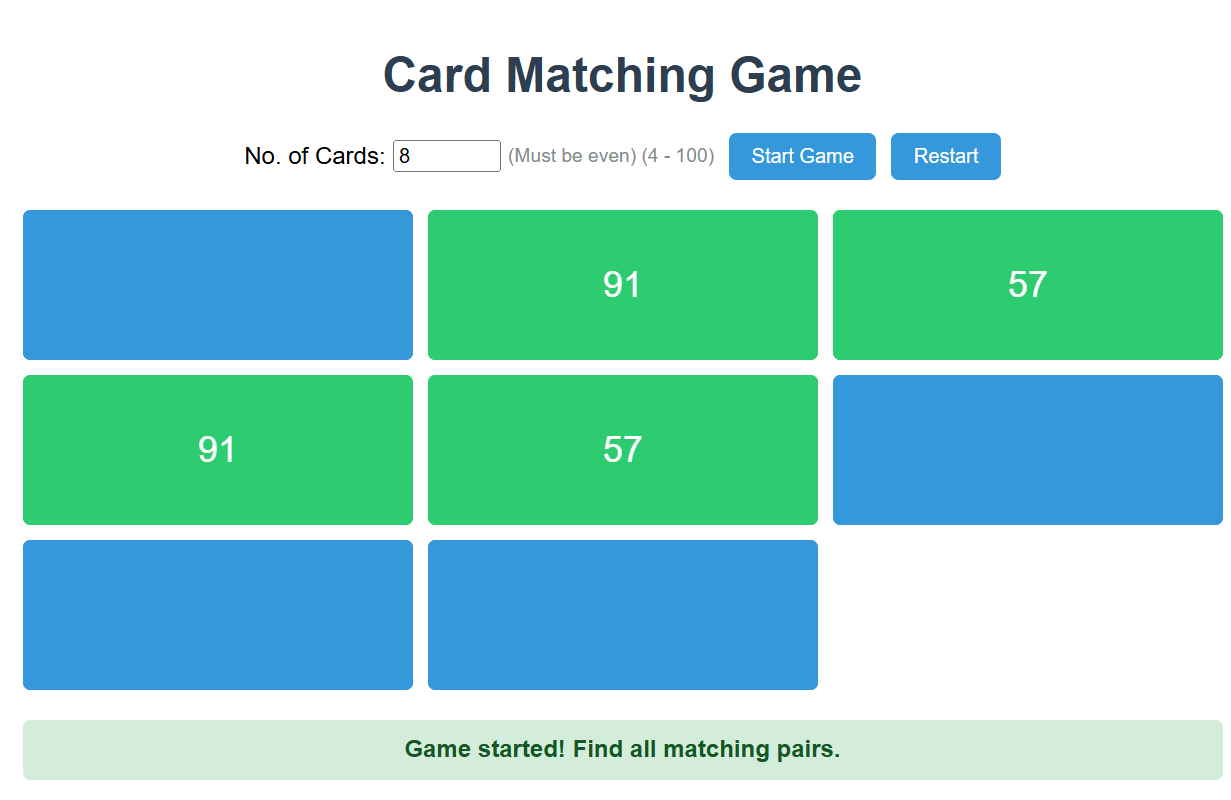 Card Matching Game
No. of Cards: 8 (Must be even) (4 - 100) Start Game Restart
91 57
91 57
Game started! Find all matching pairs.